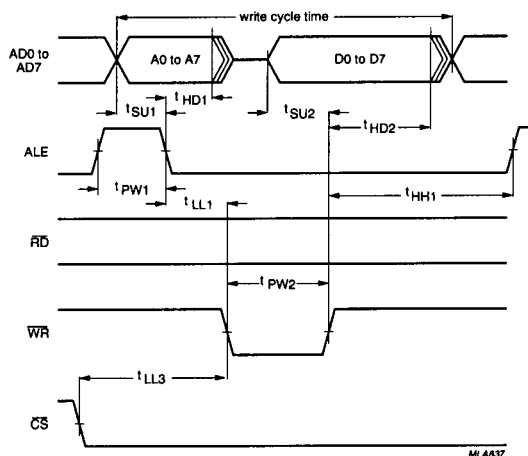 write cycle time
AD0 to
AD7
A0 to A7
D0 to D7
tHD1
tSU1
tSU2
tHD2
ALE
tPW1
tLL1
tHH1
RD
tPW2
WR
tLL3
CS
MLA637